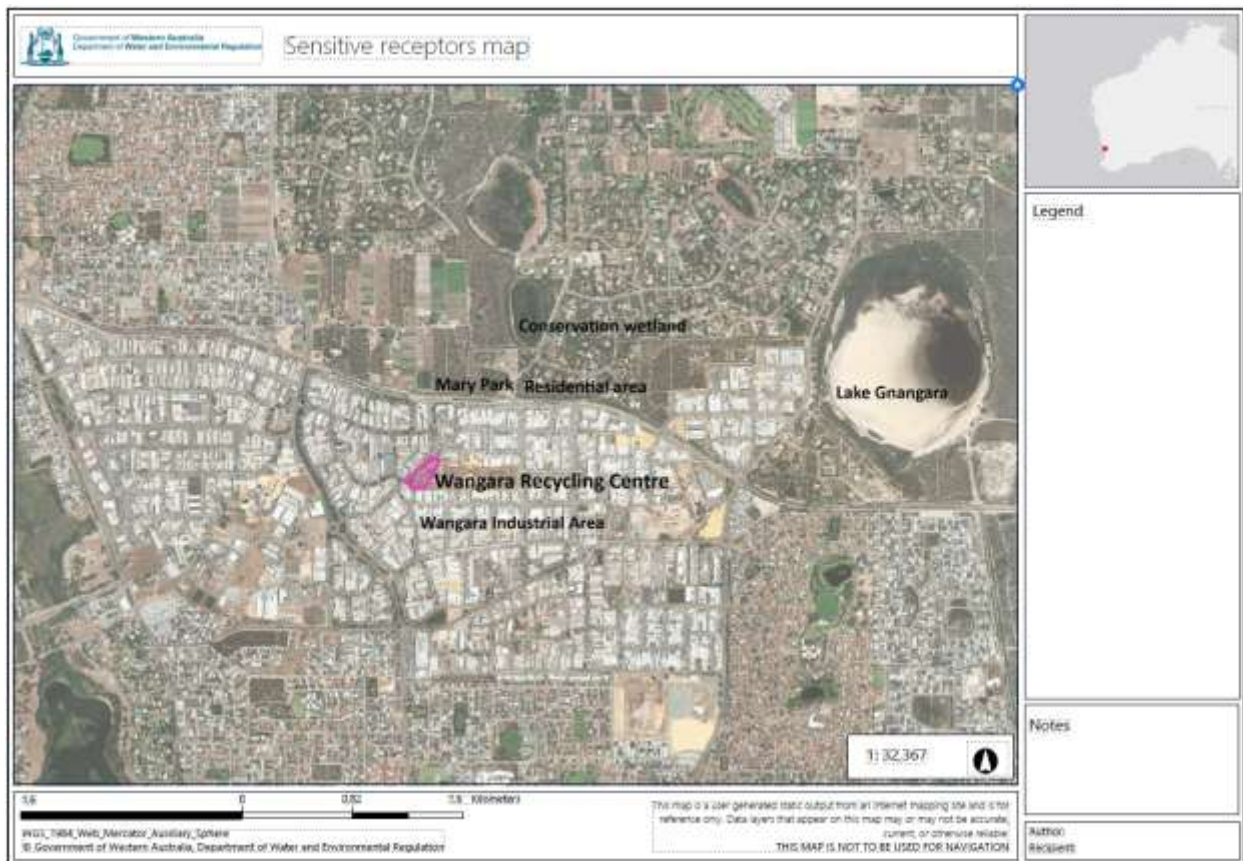 Government of Western Australia
Department of Water and Environmental Regulation
Sensitive receptors map
Legend
Conservation wetland
Mary Park
Residential area
Lake Gnangara
Wangara Recycling Centre
Wangara Industrial Area
Notes
1: 32,367
0
0.82
Kilometers
This map is a user generated static output from an Internet mapping site and is for
reference only. Data layers that appear on this map may or may not be accurate,
current, or otherwise reliable.
THIS MAP IS NOT TO BE USED FOR NAVIGATION
WGS_1984_Web_Mercator_Auxiliary_Sphere
© Government of Western Australia, Department of Water and Environmental Regulation
Author:
Recipient: